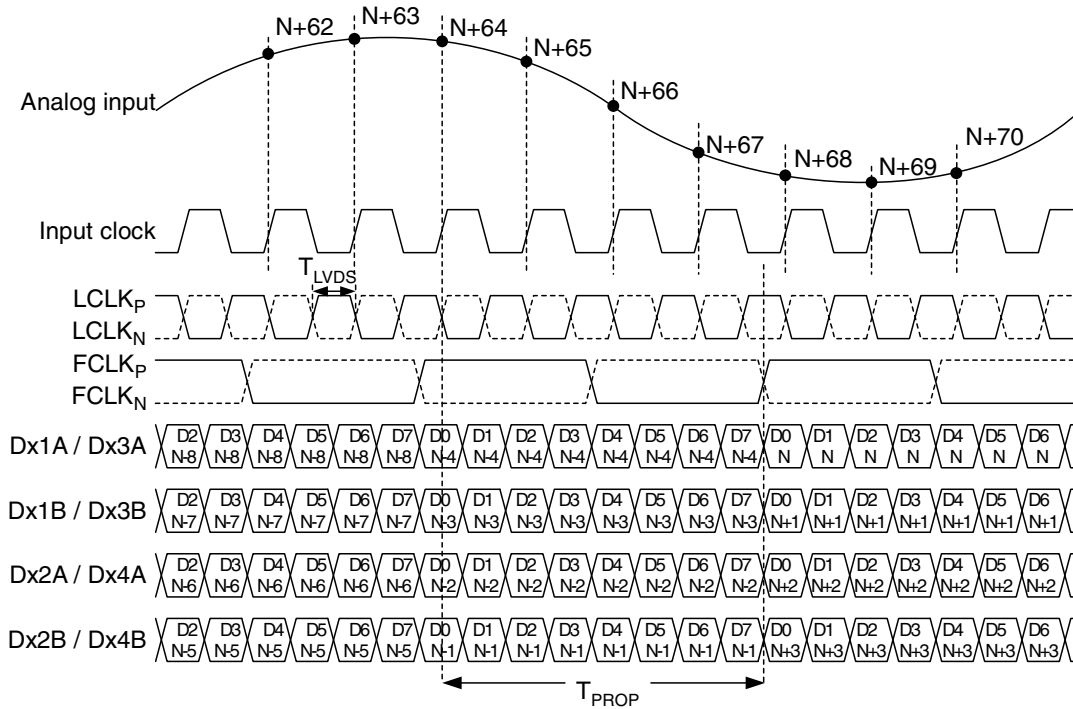 N+62
N+63
N+64
N+65
N+66
N+67
N+68
N+69
N+70
Analog input
Input clock
TLVDS
LCLKP
LCLKN
FCLKP
FCLKN
Dx1A / Dx3A
D2 D3 D4 D5 D6 D7 D0 D1 D2 D3 D4 D5 D6 D7 D0 D1 D2 D3 D4 D5 D6
N-8 N-8 N-8 N-8 N-8 N-8 N-4 N-4 N-4 N-4 N-4 N-4 N-4 N-4 N N N N N N N
Dx1B / Dx3B
D2 D3 D4 D5 D6 D7 D0 D1 D2 D3 D4 D5 D6 D7 D0 D1 D2 D3 D4 D5 D6
N-7 N-7 N-7 N-7 N-7 N-7 N-3 N-3 N-3 N-3 N-3 N-3 N-3 N-3 N+1 N+1 N+1 N+1 N+1 N+1 N+1
Dx2A / Dx4A
D2 D3 D4 D5 D6 D7 D0 D1 D2 D3 D4 D5 D6 D7 D0 D1 D2 D3 D4 D5 D6
N-6 N-6 N-6 N-6 N-6 N-6 N-2 N-2 N-2 N-2 N-2 N-2 N-2 N-2 N+2 N+2 N+2 N+2 N+2 N+2 N+2
Dx2B / Dx4B
D2 D3 D4 D5 D6 D7 D0 D1 D2 D3 D4 D5 D6 D7 D0 D1 D2 D3 D4 D5 D6
N-5 N-5 N-5 N-5 N-5 N-5 N-1 N-1 N-1 N-1 N-1 N-1 N-1 N-1 N+3 N+3 N+3 N+3 N+3 N+3 N+3
TPROP